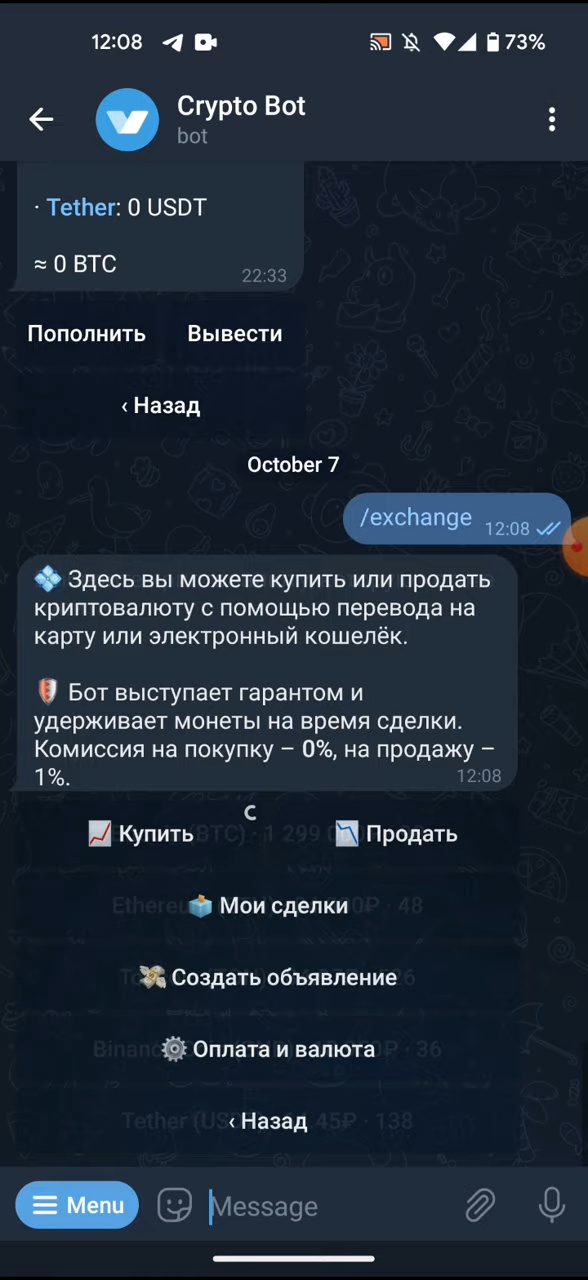 12:08
73%
Crypto Bot
bot
· Tether: 0 USDT
≈ 0 BTC
22:33
Пополнить Вывести
‹ Назад
October 7
/exchange 12:08
Здесь вы можете купить или продать
криптовалюту с помощью перевода на
карту или электронный кошелёк.
Бот выступает гарантом и
удерживает монеты на время сделки.
Комиссия на покупку – 0%, на продажу –
1%.
12:08
Купить Продать
Мои сделки
Создать объявление
Оплата и валюта
‹ Назад
Menu Message